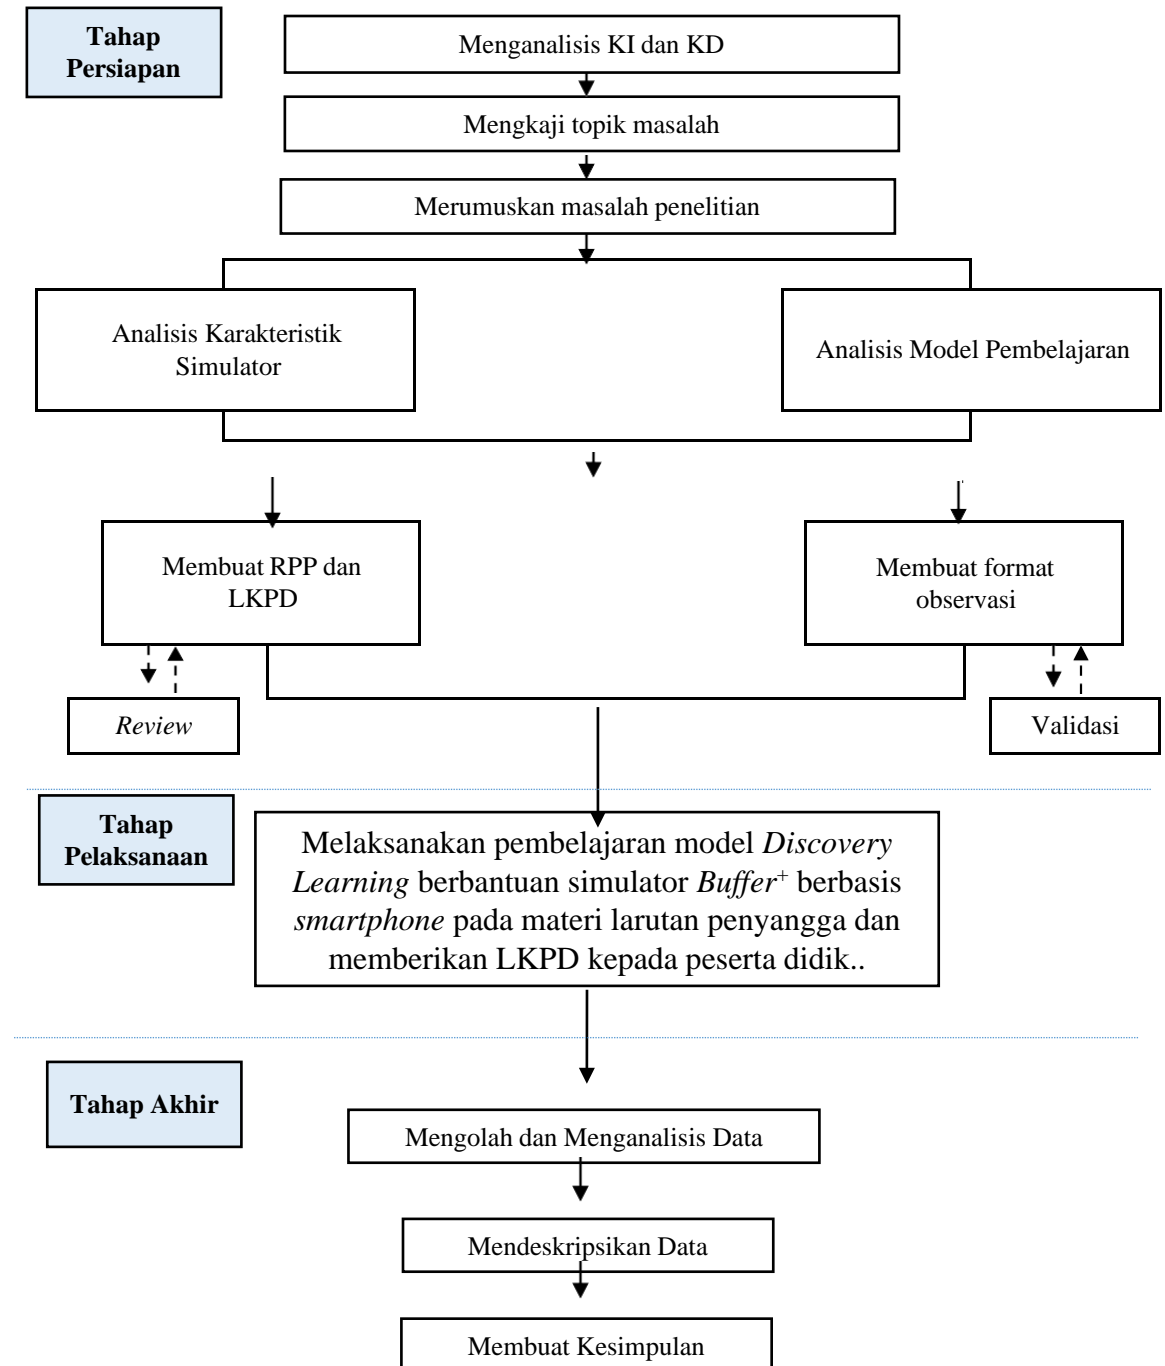 Tahap
Persiapan
Menganalisis KI dan KD
Mengkaji topik masalah
Merumuskan masalah penelitian
Analisis Karakteristik
Simulator
Analisis Model Pembelajaran
Membuat RPP dan
LKPD
Membuat format
observasi
Review
Validasi
Tahap
Pelaksanaan
Melaksanakan pembelajaran model Discovery
Learning berbantuan simulator Buffer⁺ berbasis
smartphone pada materi larutan penyangga dan
memberikan LKPD kepada peserta didik..
Tahap Akhir
Mengolah dan Menganalisis Data
Mendeskripsikan Data
Membuat Kesimpulan